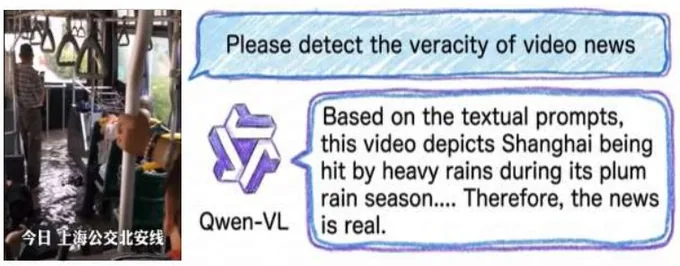 今日 上海公交北安线
Please detect the veracity of video news
Qwen-VL
Based on the textual prompts,
this video depicts Shanghai being
hit by heavy rains during its plum
rain season.... Therefore, the news
is real.